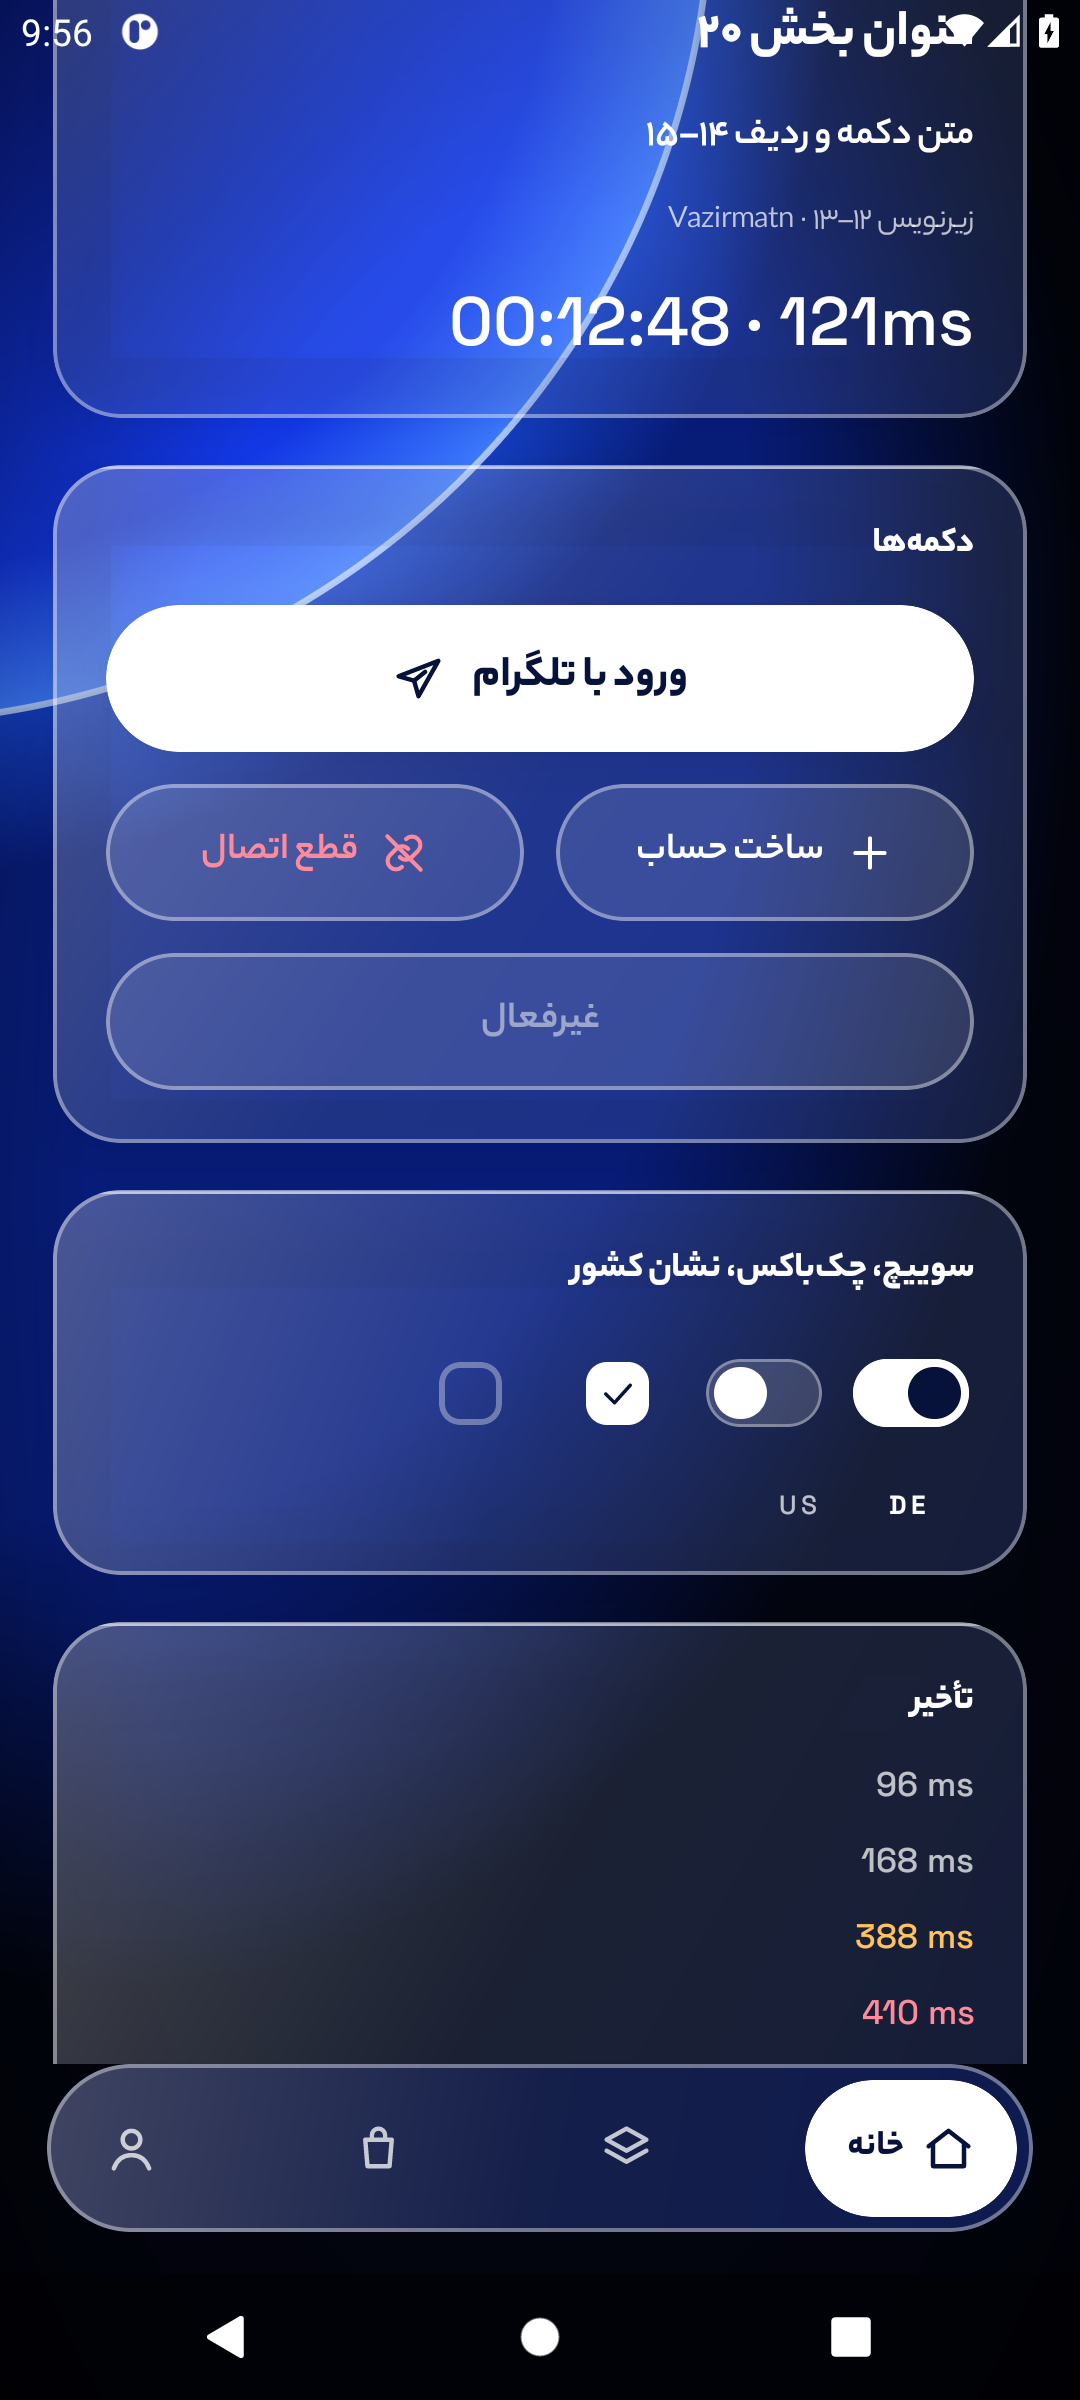 9:56
عنوان بخش ۲۰
متن دکمه و ردیف ۱۴–۱۵
زیرنویس ۱۲–۱۳ · Vazirmatn
00:12:48 · 121ms
دکمه‌ها
ورود با تلگرام
ساخت حساب
قطع اتصال
غیرفعال
سوییچ، چک‌باکس، نشان کشور
DE
US
تأخیر
96 ms
168 ms
388 ms
410 ms
خانه